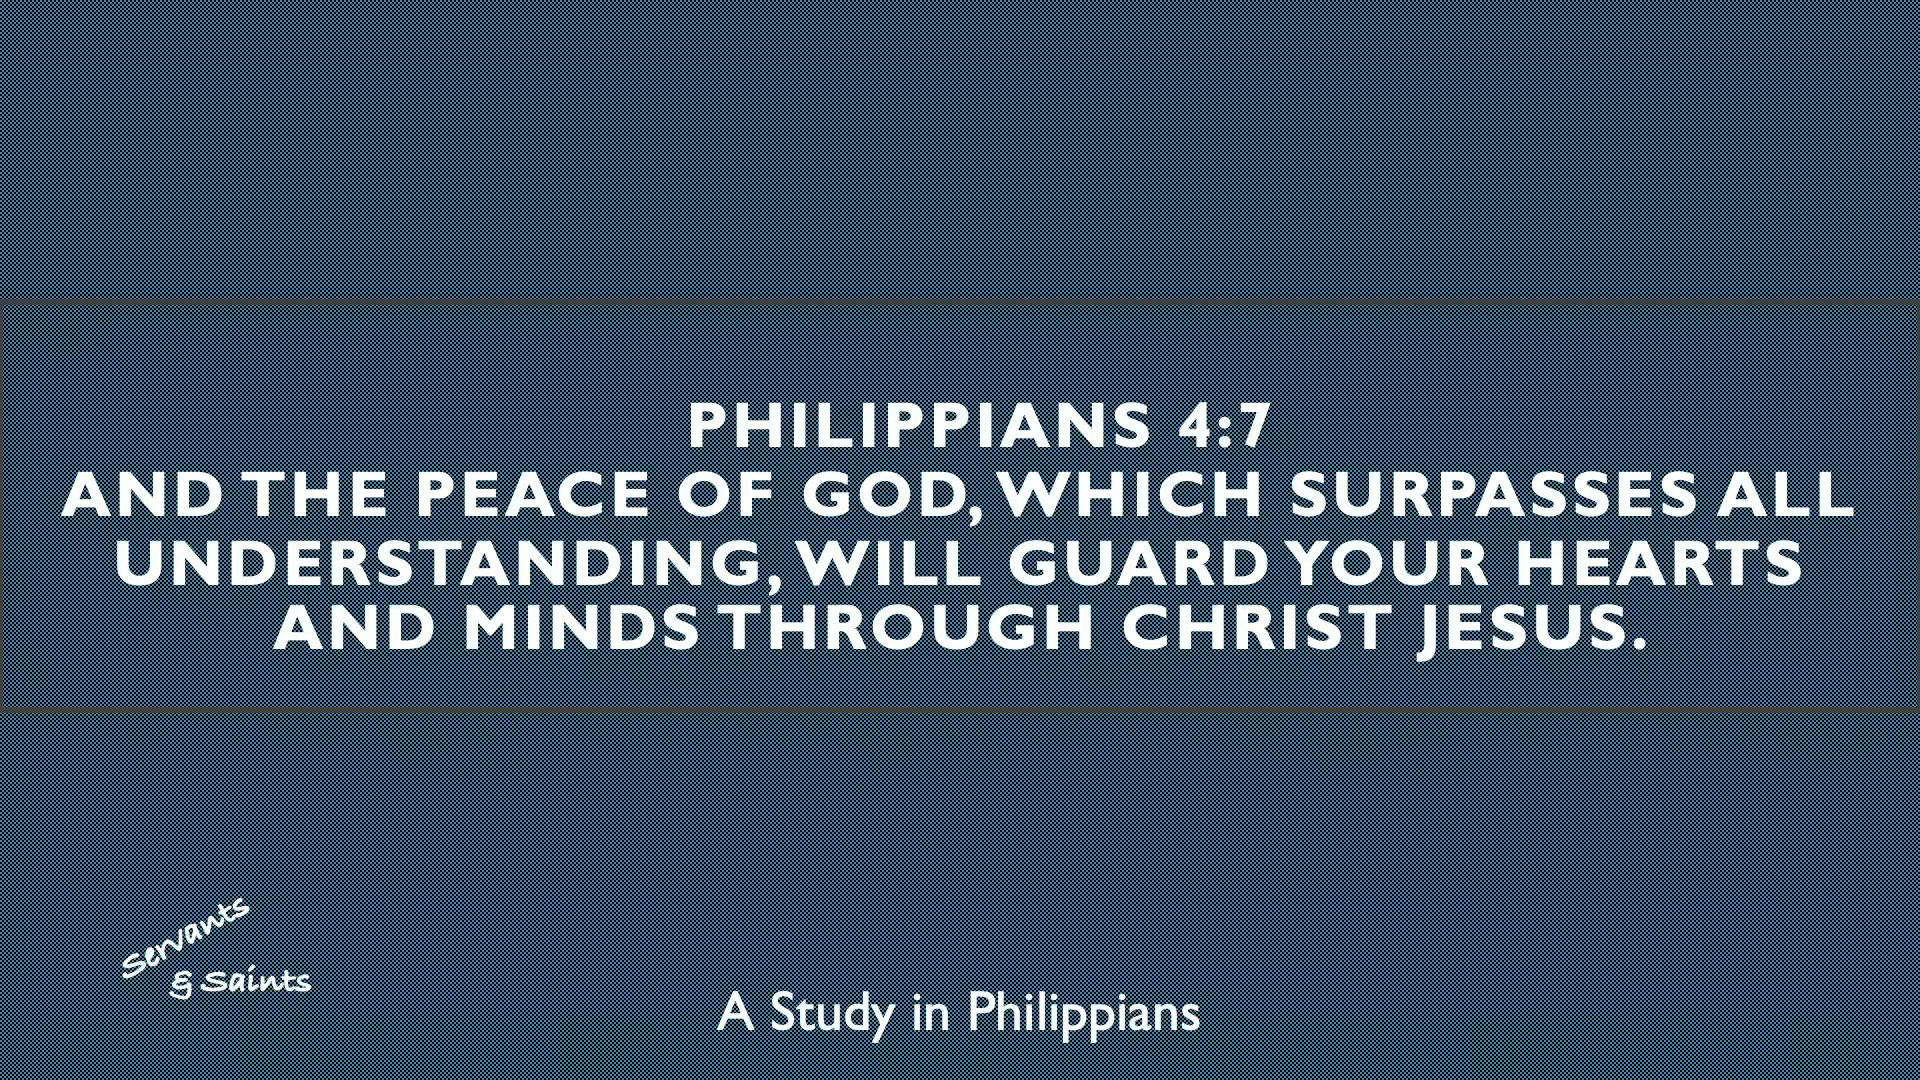 PHILIPPIANS 4:7
AND THE PEACE OF GOD, WHICH SURPASSES ALL
UNDERSTANDING, WILL GUARD YOUR HEARTS
AND MINDS THROUGH CHRIST JESUS.
Servants
& Saints
A Study in Philippians